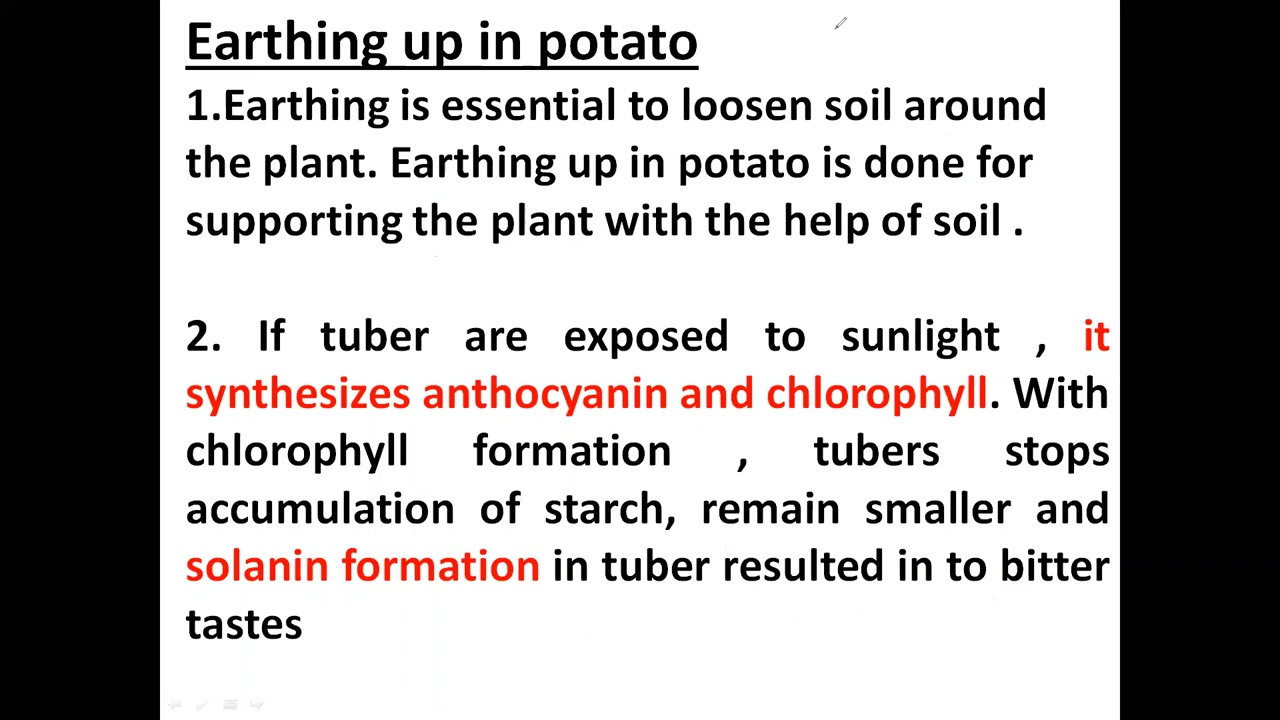 Earthing up in potato
1.Earthing is essential to loosen soil around
the plant. Earthing up in potato is done for
supporting the plant with the help of soil .
2. If tuber are exposed to sunlight , it
synthesizes anthocyanin and chlorophyll. With
chlorophyll formation , tubers stops
accumulation of starch, remain smaller and
solanin formation in tuber resulted in to bitter
tastes